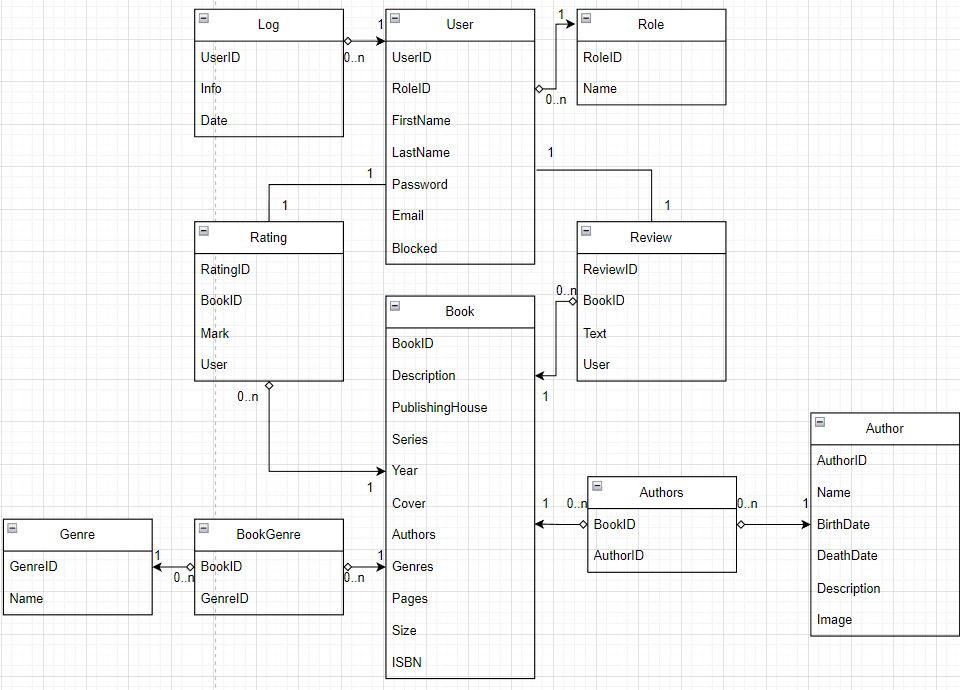 Log
UserID
Info
Date
1
0..n
User
UserID
RoleID
FirstName
LastName
Password
Email
Blocked
1
0..n
Role
RoleID
Name
1
1
1
1
Rating
RatingID
BookID
Mark
User
0..n
1
Review
ReviewID
BookID
Text
User
0..n
1
Book
BookID
Description
PublishingHouse
Series
Year
Cover
Authors
Genres
Pages
Size
ISBN
Authors
BookID
AuthorID
1
0..n
0..n
1
Author
AuthorID
Name
BirthDate
DeathDate
Description
Image
Genre
GenreID
Name
1
0..n
BookGenre
BookID
GenreID
1
0..n